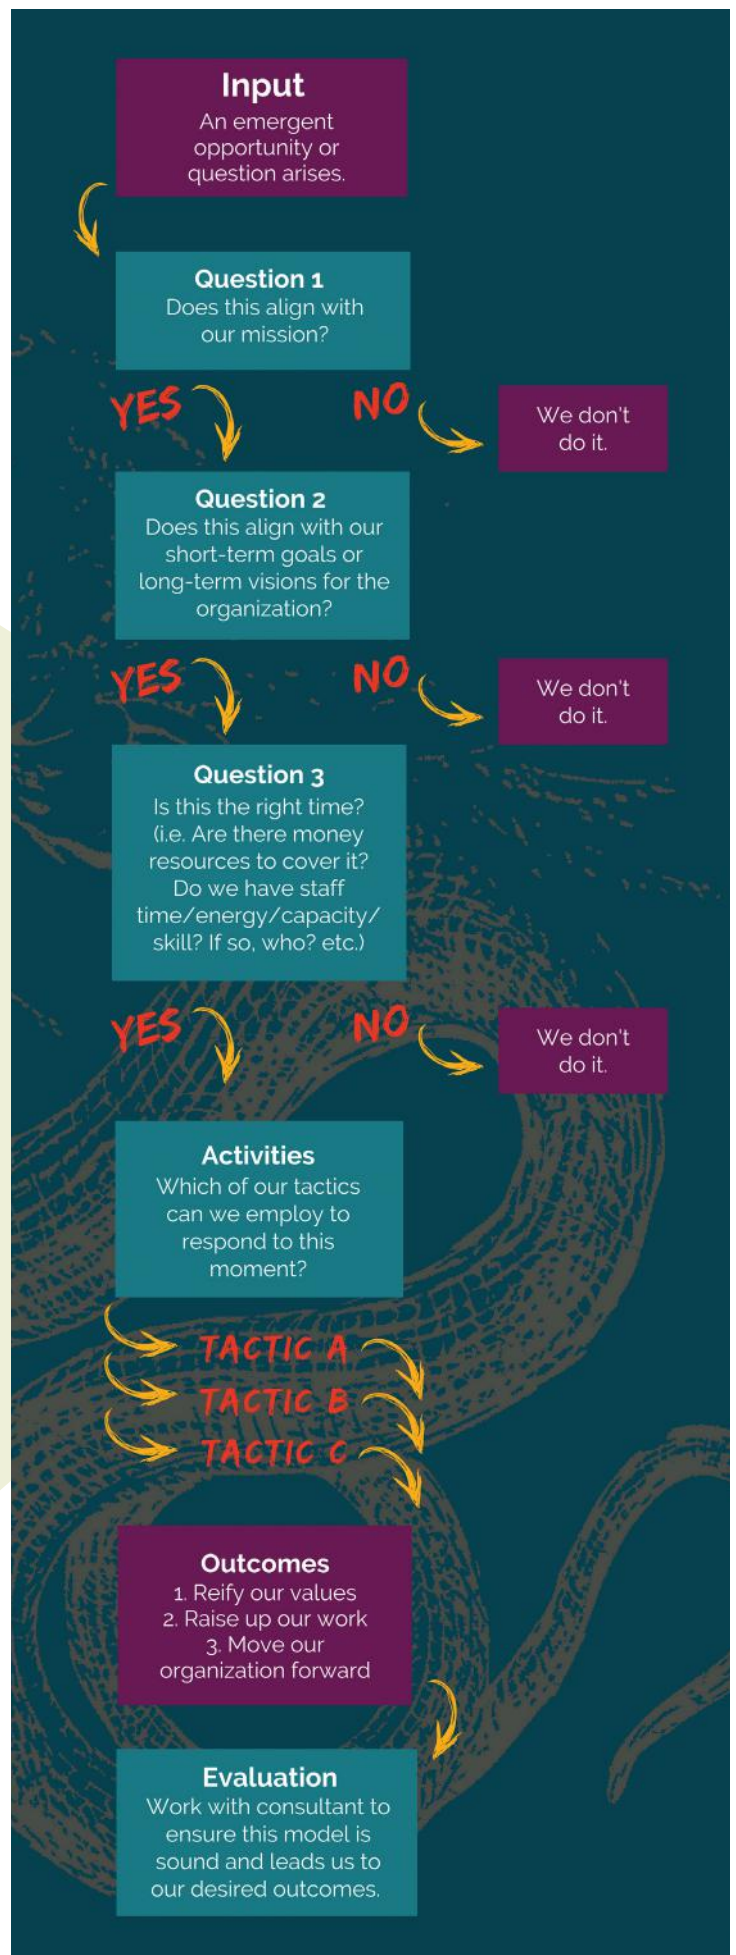 Input
An emergent
opportunity or
question arises.
Question 1
Does this align with
our mission?
YES
NO
We don't
do it.
Question 2
Does this align with our
short-term goals or
long-term visions for the
organization?
YES
NO
We don't
do it.
Question 3
Is this the right time?
(i.e. Are there money
resources to cover it?
Do we have staff
time/energy/capacity/
skill? If so, who? etc.)
YES
NO
We don't
do it.
Activities
Which of our tactics
can we employ to
respond to this
moment?
TACTIC A
TACTIC B
TACTIC C
Outcomes
1. Reify our values
2. Raise up our work
3. Move our
organization forward
Evaluation
Work with consultant to
ensure this model is
sound and leads us to
our desired outcomes.